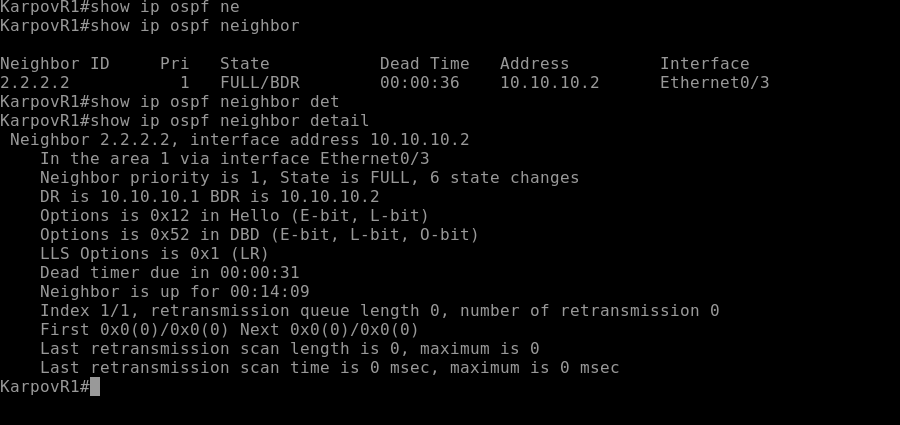 KarpovR1#show ip ospf ne
KarpovR1#show ip ospf neighbor
Neighbor ID     Pri   State           Dead Time   Address         Interface
2.2.2.2           1   FULL/BDR        00:00:36    10.10.10.2      Ethernet0/3
KarpovR1#show ip ospf neighbor det
KarpovR1#show ip ospf neighbor detail
 Neighbor 2.2.2.2, interface address 10.10.10.2
    In the area 1 via interface Ethernet0/3
    Neighbor priority is 1, State is FULL, 6 state changes
    DR is 10.10.10.1 BDR is 10.10.10.2
    Options is 0x12 in Hello (E-bit, L-bit)
    Options is 0x52 in DBD (E-bit, L-bit, O-bit)
    LLS Options is 0x1 (LR)
    Dead timer due in 00:00:31
    Neighbor is up for 00:14:09
    Index 1/1, retransmission queue length 0, number of retransmission 0
    First 0x0(0)/0x0(0) Next 0x0(0)/0x0(0)
    Last retransmission scan length is 0, maximum is 0
    Last retransmission scan time is 0 msec, maximum is 0 msec
KarpovR1#